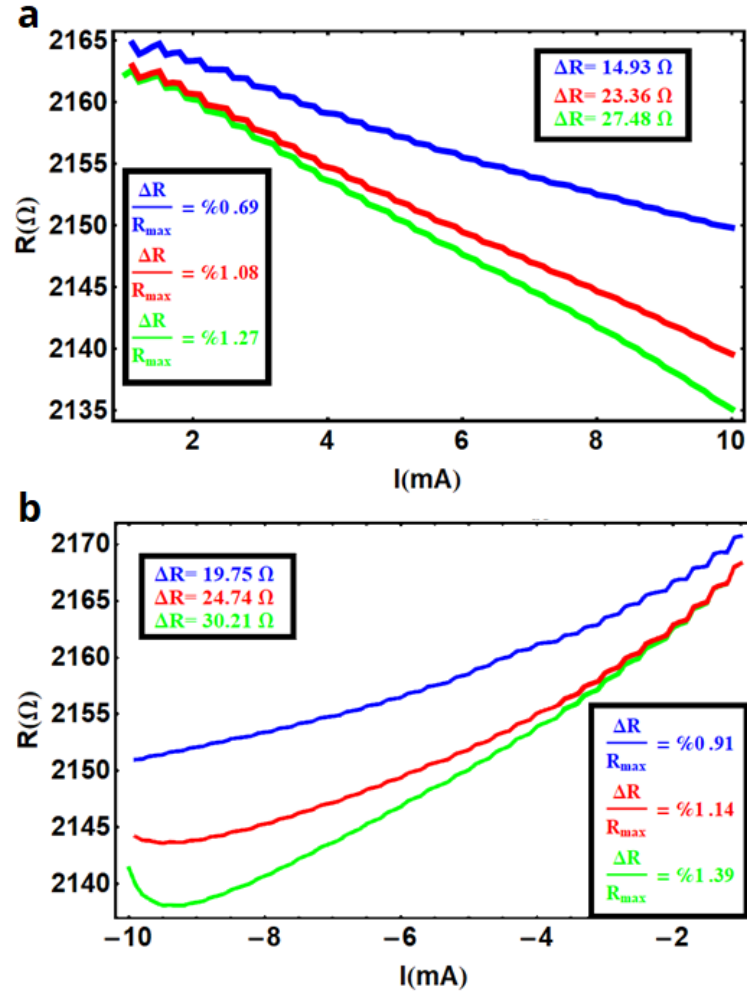 a
2165
2160
2155
2150
2145
2140
2135
R(Ω)
ΔR= 14.93 Ω
ΔR= 23.36 Ω
ΔR= 27.48 Ω
ΔR
Rmax = %0.69
ΔR
Rmax = %1.08
ΔR
Rmax = %1.27
2 4 6 8 10
I(mA)
b
2170
2165
2160
2155
2150
2145
2140
R(Ω)
ΔR= 19.75 Ω
ΔR= 24.74 Ω
ΔR= 30.21 Ω
ΔR
Rmax = %0.91
ΔR
Rmax = %1.14
ΔR
Rmax = %1.39
−10 −8 −6 −4 −2
I(mA)